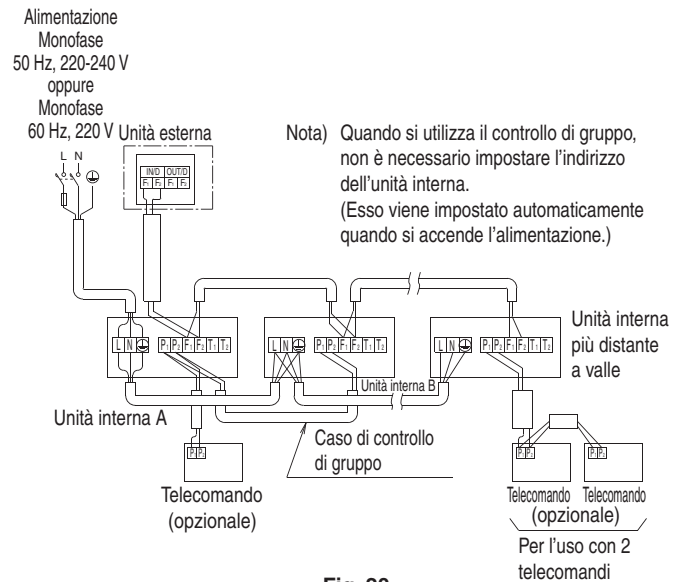 Alimentazione
Monofase
50 Hz, 220-240 V
oppure
Monofase
60 Hz, 220 V
Unità esterna
L N
IN/D OUT/D
F₁ F₂ F₁ F₂
Nota) Quando si utilizza il controllo di gruppo,
non è necessario impostare l'indirizzo
dell'unità interna.
(Esso viene impostato automaticamente
quando si accende l'alimentazione.)
L N P₁ P₂ F₁ F₂ T₁ T₂
L N P₁ P₂ F₁ F₂ T₁ T₂
L N P₁ P₂ F₁ F₂ T₁ T₂
Unità interna
più distante
a valle
Unità interna B
Unità interna A
Caso di controllo
di gruppo
P₁ P₂
P₁ P₂
P₁ P₂
Telecomando
(opzionale)
Telecomando Telecomando
(opzionale)
Per l'uso con 2
telecomandi